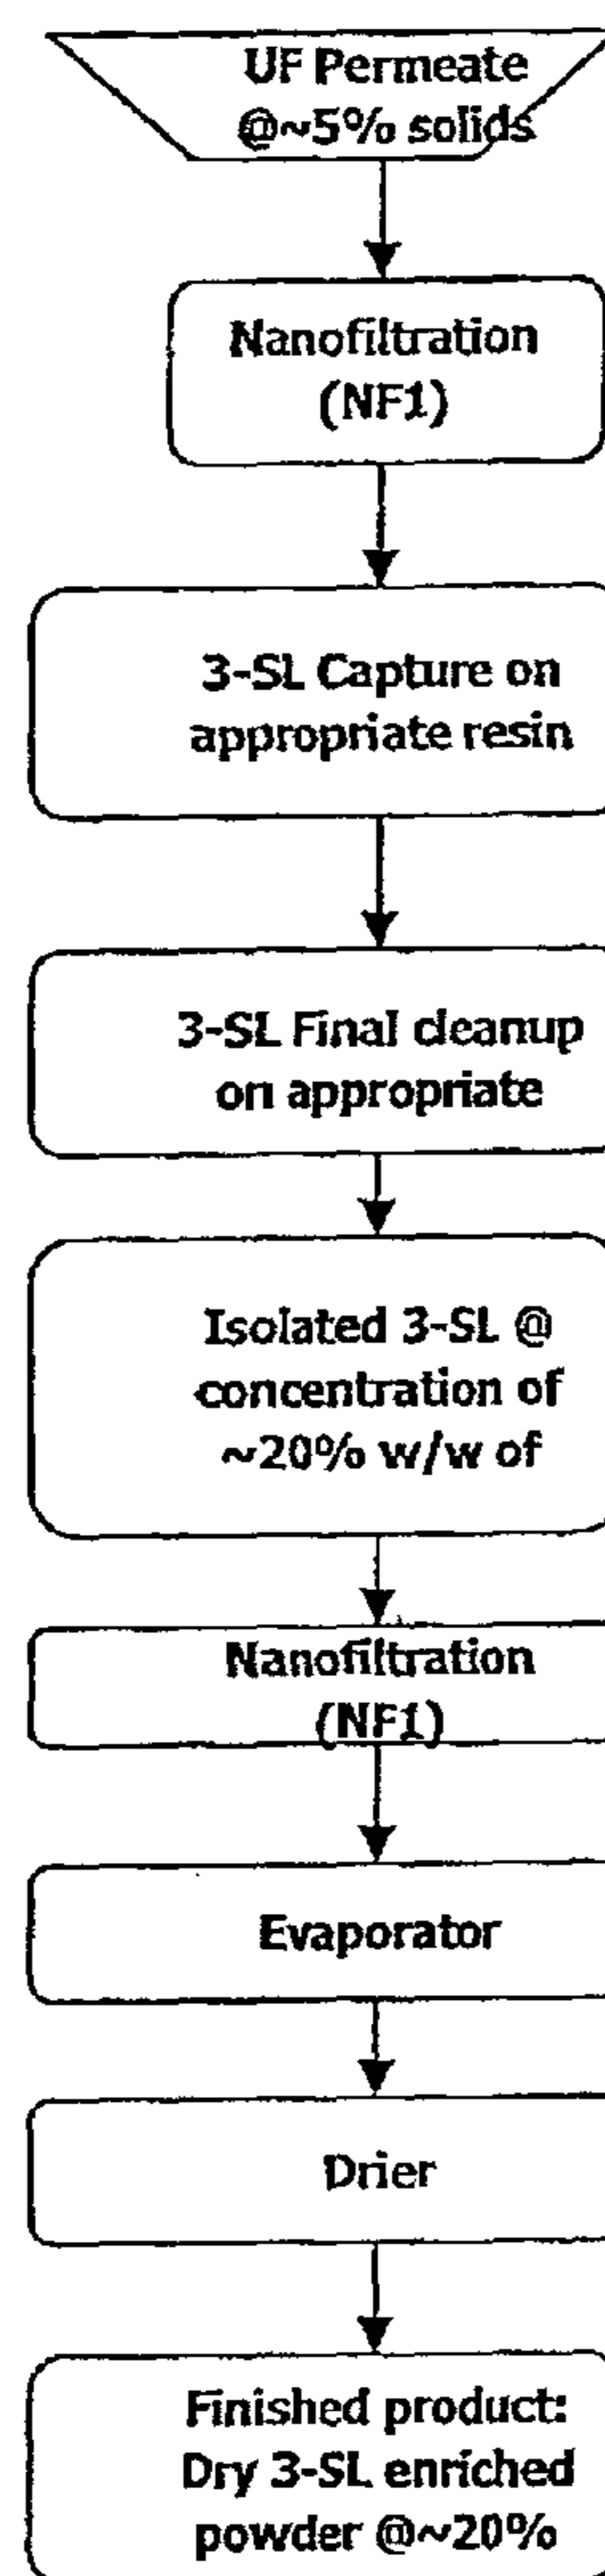 UF Permeate
@~5% solids
Nanofiltration
(NF1)
3-SL Capture on
appropriate resin
3-SL Final cleanup
on appropriate
Isolated 3-SL @
concentration of
~20% w/w of
Nanofiltration
(NF1)
Evaporator
Drier
Finished product:
Dry 3-SL enriched
powder @~20%